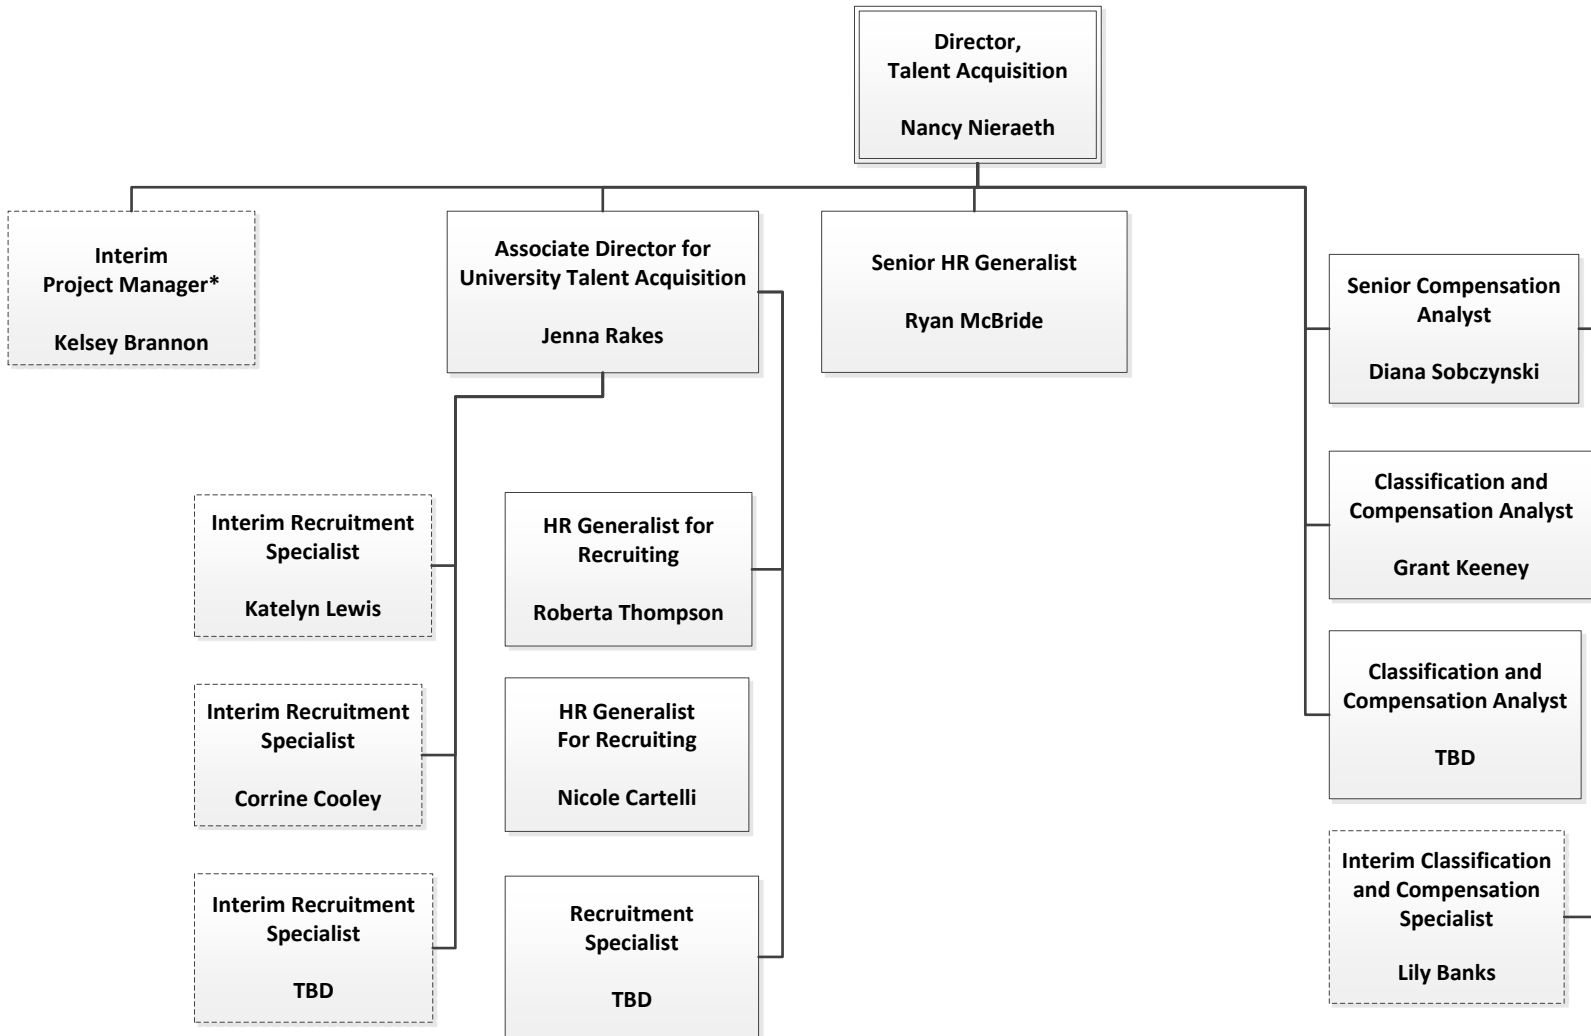 Director,
Talent Acquisition
Nancy Nieraeth
Interim
Project Manager*
Kelsey Brannon
Associate Director for
University Talent Acquisition
Jenna Rakes
Senior HR Generalist
Ryan McBride
Senior Compensation
Analyst
Diana Sobczynski
Classification and
Compensation Analyst
Grant Keeney
Classification and
Compensation Analyst
TBD
Interim Classification
and Compensation
Specialist
Lily Banks
Interim Recruitment
Specialist
Katelyn Lewis
Interim Recruitment
Specialist
Corrine Cooley
Interim Recruitment
Specialist
TBD
HR Generalist for
Recruiting
Roberta Thompson
HR Generalist
For Recruiting
Nicole Cartelli
Recruitment
Specialist
TBD